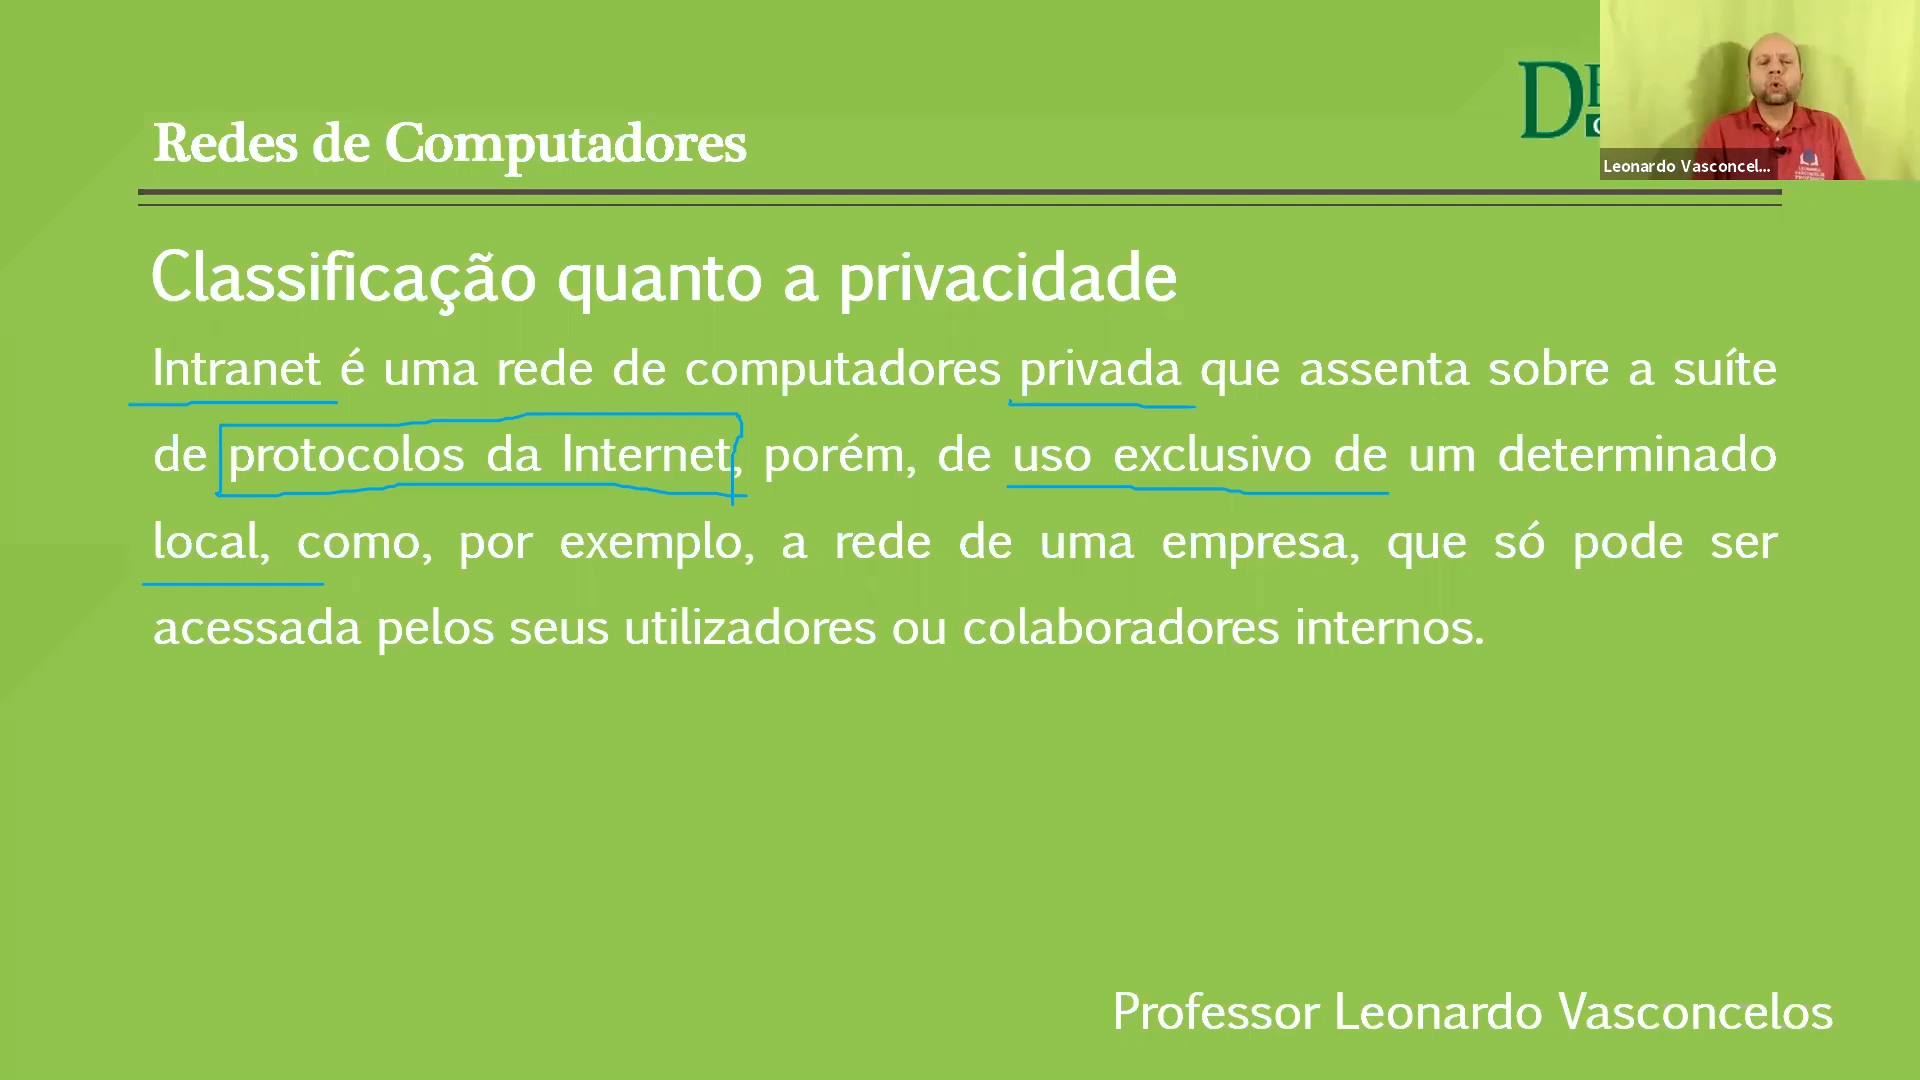 Redes de Computadores
Leonardo Vasconcel...
Classificação quanto a privacidade
Intranet é uma rede de computadores privada que assenta sobre a suíte
de protocolos da Internet, porém, de uso exclusivo de um determinado
local, como, por exemplo, a rede de uma empresa, que só pode ser
acessada pelos seus utilizadores ou colaboradores internos.
Professor Leonardo Vasconcelos